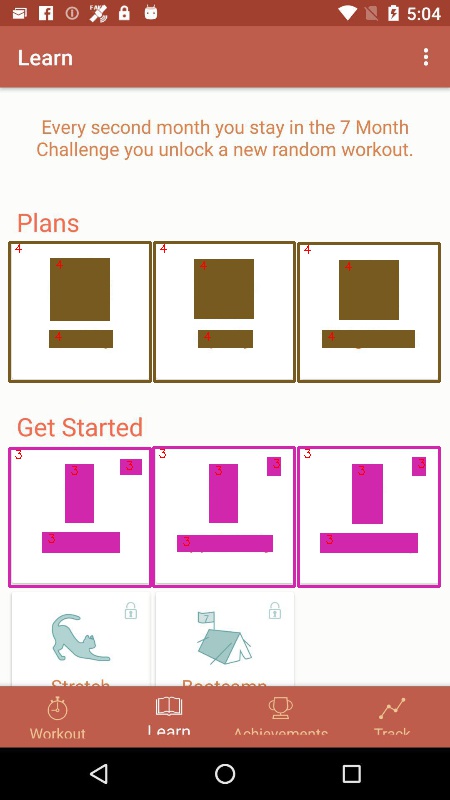 FAKE
5:04
Learn
Every second month you stay in the 7 Month
Challenge you unlock a new random workout.
Plans
4 4 4
4 4 4
4 4 4
Get Started
3 3 3
3 3 3 3 3 3
3 3 3
7
Stretch Bootcamp
Workout Learn Achievements Track